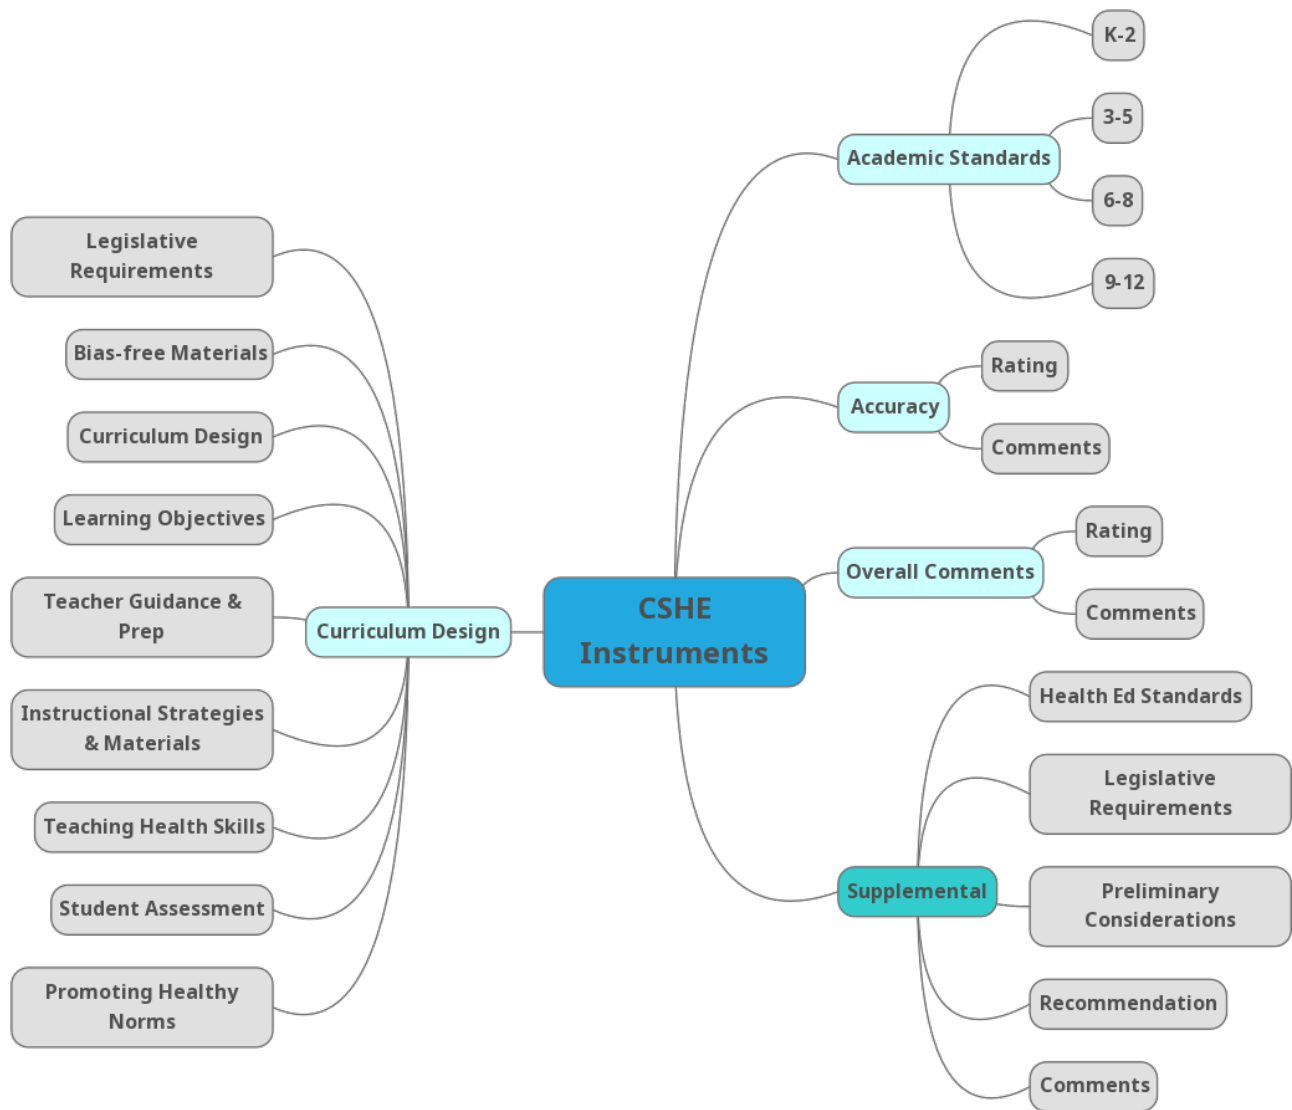 CSHE
Instruments
Academic Standards
K-2
3-5
6-8
9-12
Accuracy
Rating
Comments
Overall Comments
Rating
Comments
Supplemental
Health Ed Standards
Legislative
Requirements
Preliminary
Considerations
Recommendation
Comments
Curriculum Design
Legislative
Requirements
Bias-free Materials
Curriculum Design
Learning Objectives
Teacher Guidance &
Prep
Instructional Strategies
& Materials
Teaching Health Skills
Student Assessment
Promoting Healthy
Norms